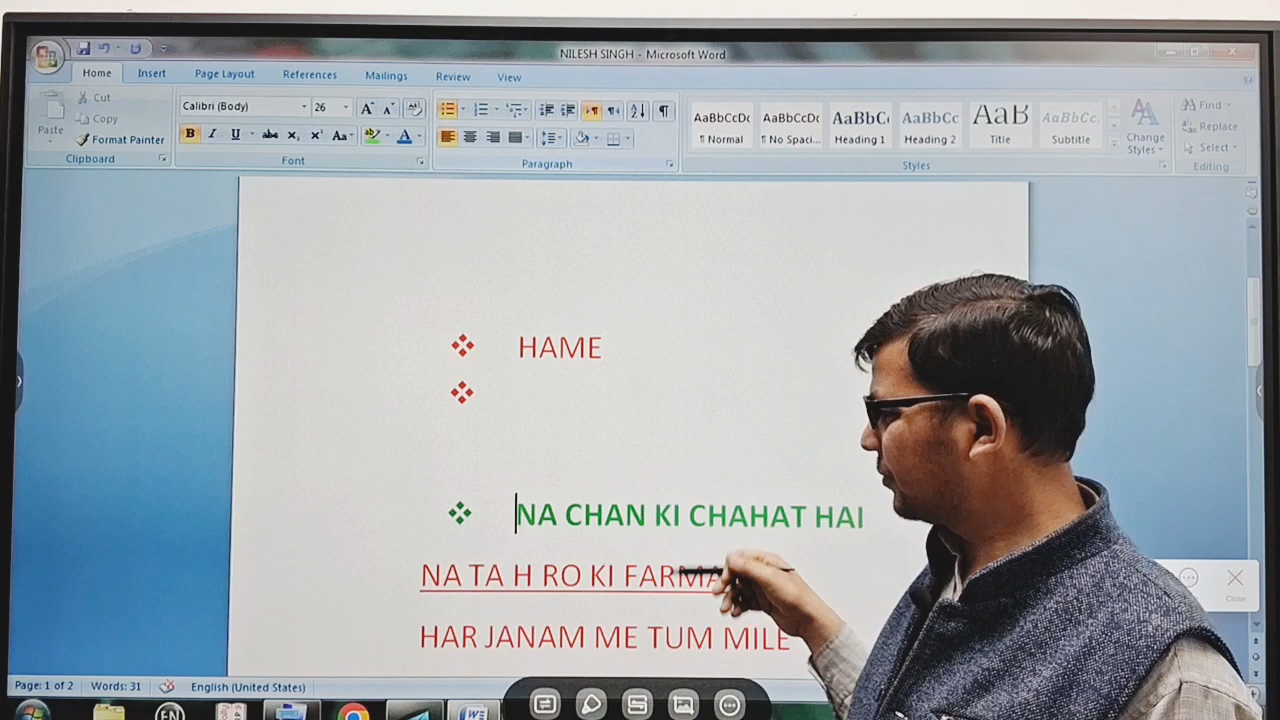 NILESH SINGH - Microsoft Word
Home Insert Page Layout References Mailings Review View
Cut
Copy
Format Painter
Paste
Clipboard
Calibri (Body) 26
Font
Paragraph
AaBbCcDc AaBbCcDc AaBbC AaBbCc AaB AaBbCc.
¶ Normal ¶ No Spaci... Heading 1 Heading 2 Title Subtitle
Change Styles
Styles
Find
Replace
Select
Editing
HAME
NA CHAN KI CHAHAT HAI
NA TA H RO KI FARMA
HAR JANAM ME TUM MILE
Close
Page: 1 of 2 Words: 31 English (United States)
EN